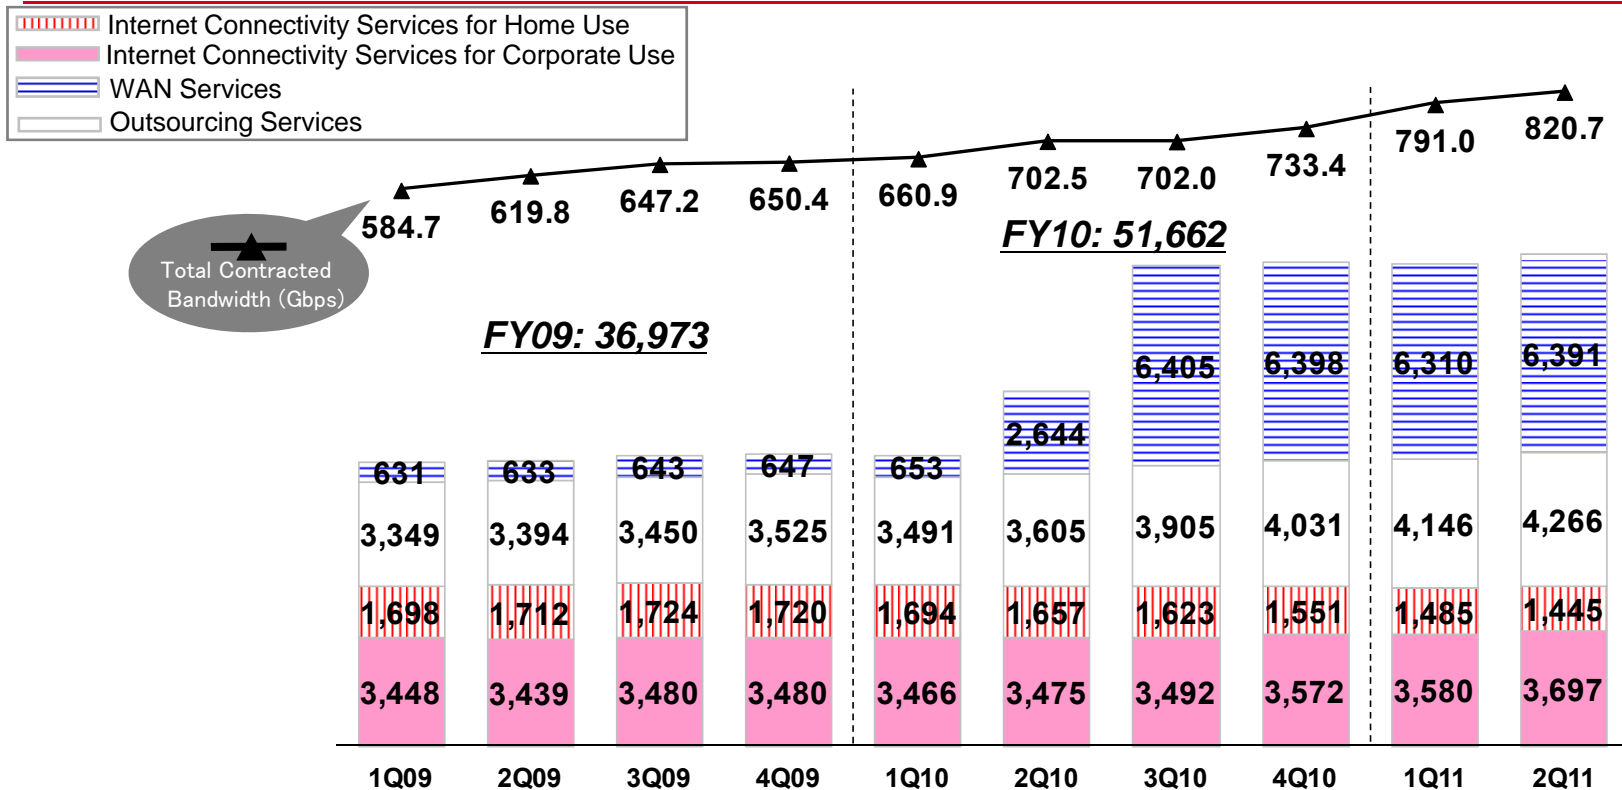 Internet Connectivity Services for Home Use
Internet Connectivity Services for Corporate Use
WAN Services
Outsourcing Services
584.7 619.8 647.2 650.4 660.9 702.5 702.0 733.4 791.0 820.7
Total Contracted
Bandwidth (Gbps)
FY09: 36,973
FY10: 51,662
631 633 643 647 653 2,644 6,405 6,398 6,310 6,391
3,349 3,394 3,450 3,525 3,491 3,605 3,905 4,031 4,146 4,266
1,698 1,712 1,724 1,720 1,694 1,657 1,623 1,551 1,485 1,445
3,448 3,439 3,480 3,480 3,466 3,475 3,492 3,572 3,580 3,697
1Q09 2Q09 3Q09 4Q09 1Q10 2Q10 3Q10 4Q10 1Q11 2Q11